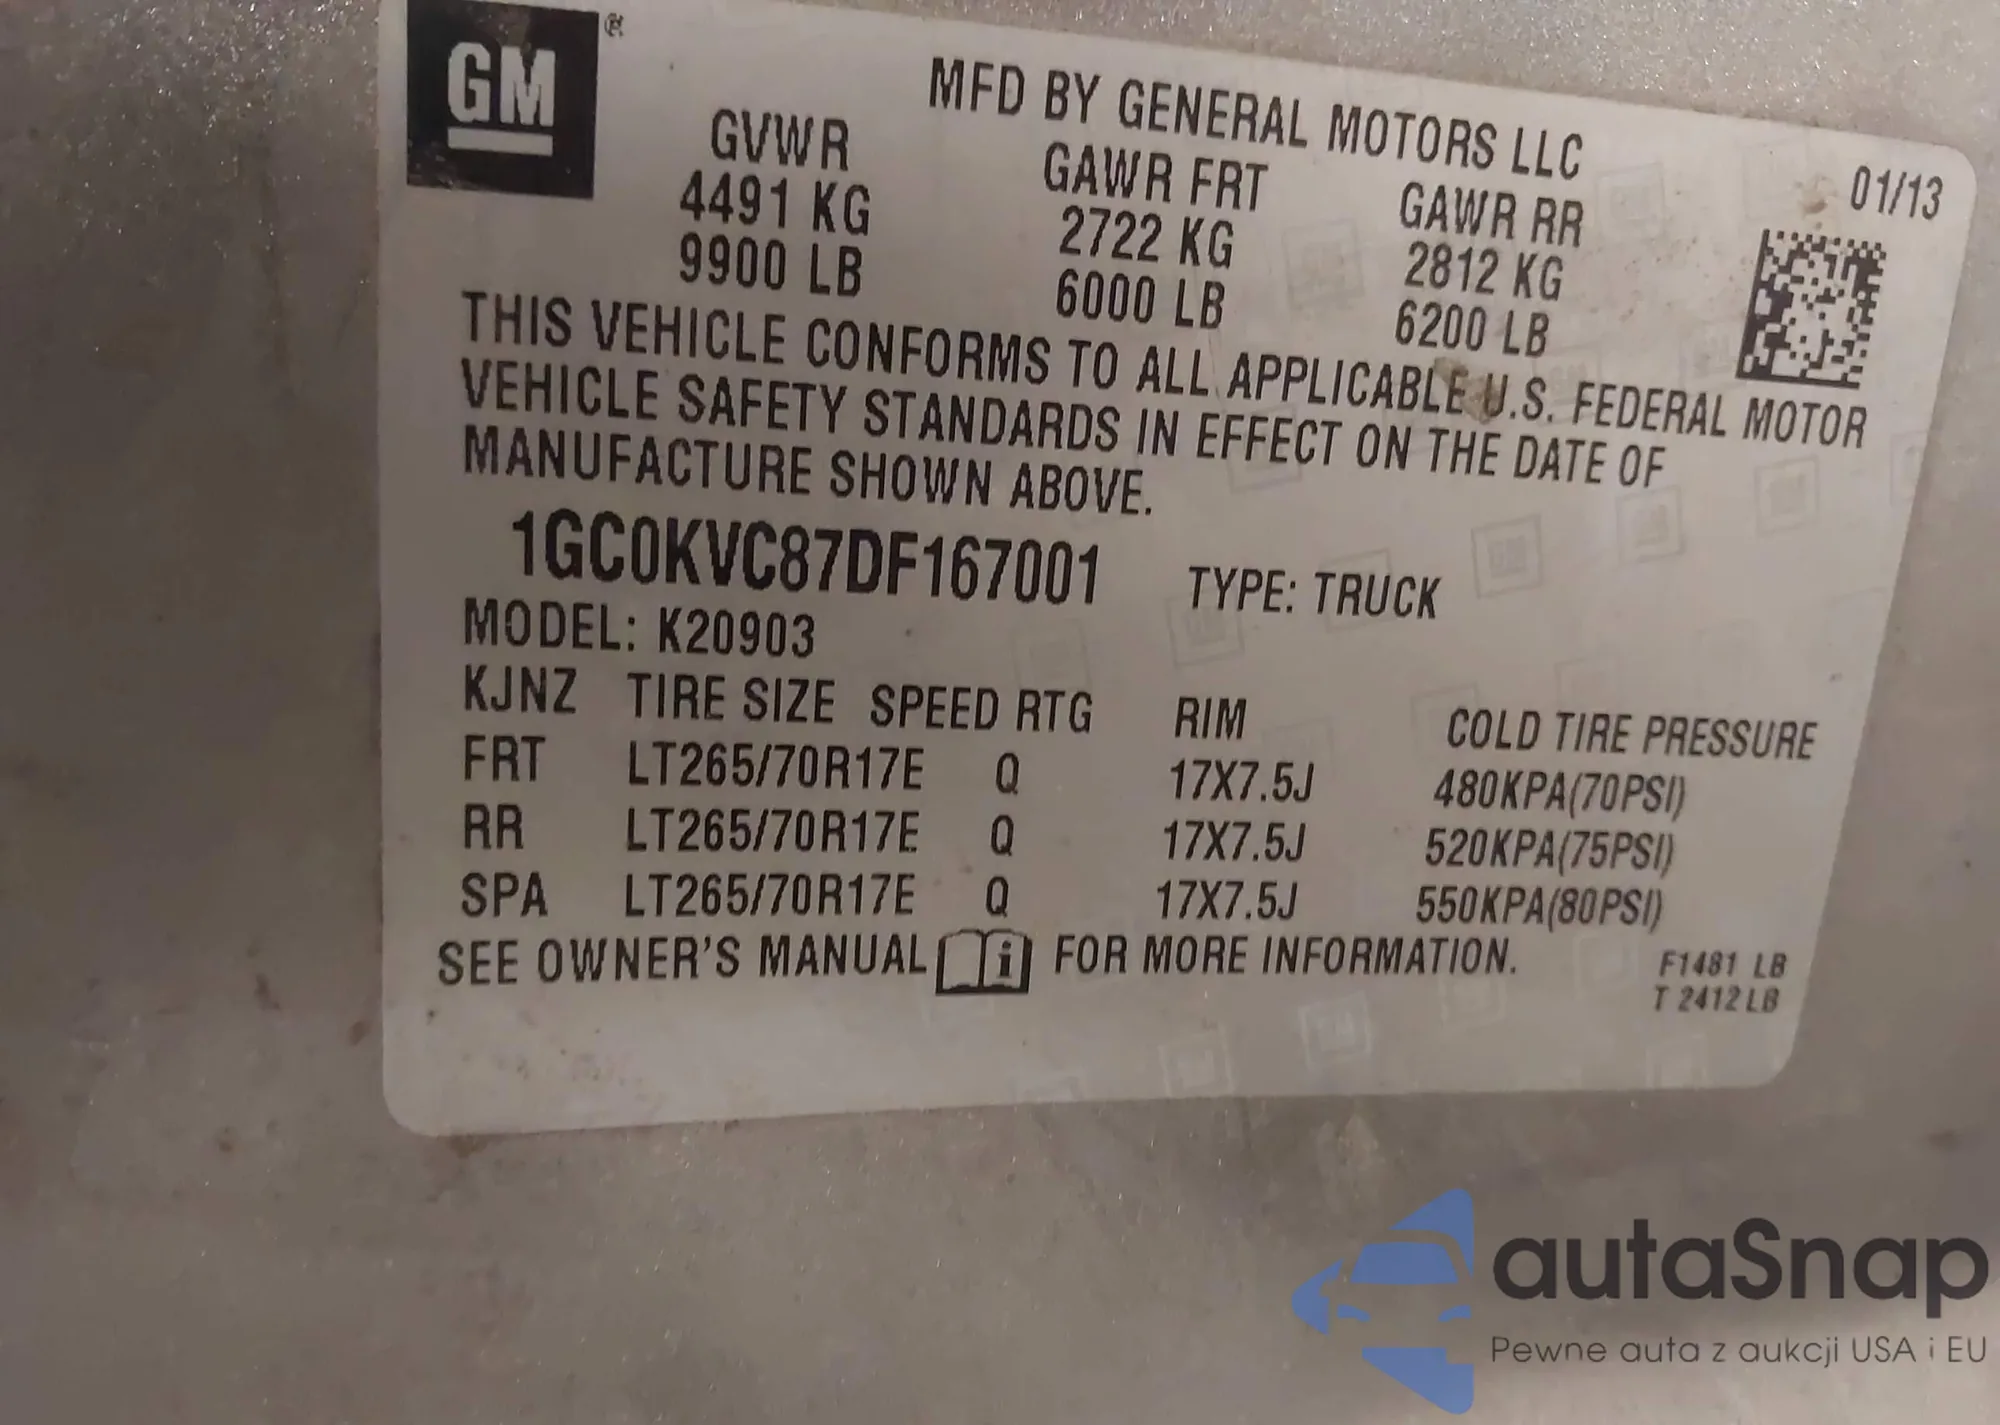 GM®
MFD BY GENERAL MOTORS LLC
01/13
GVWR GAWR FRT GAWR RR
4491 KG 2722 KG 2812 KG
9900 LB 6000 LB 6200 LB
THIS VEHICLE CONFORMS TO ALL APPLICABLE U.S. FEDERAL MOTOR
VEHICLE SAFETY STANDARDS IN EFFECT ON THE DATE OF
MANUFACTURE SHOWN ABOVE.
1GC0KVC87DF167001 TYPE: TRUCK
MODEL: K20903
KJNZ TIRE SIZE SPEED RTG RIM COLD TIRE PRESSURE
FRT LT265/70R17E Q 17X7.5J 480KPA(70PSI)
RR LT265/70R17E Q 17X7.5J 520KPA(75PSI)
SPA LT265/70R17E Q 17X7.5J 550KPA(80PSI)
SEE OWNER'S MANUAL i FOR MORE INFORMATION.
F1481 LB
T 2412LB
autaSnap
Pewne auta z aukcji USA i EU